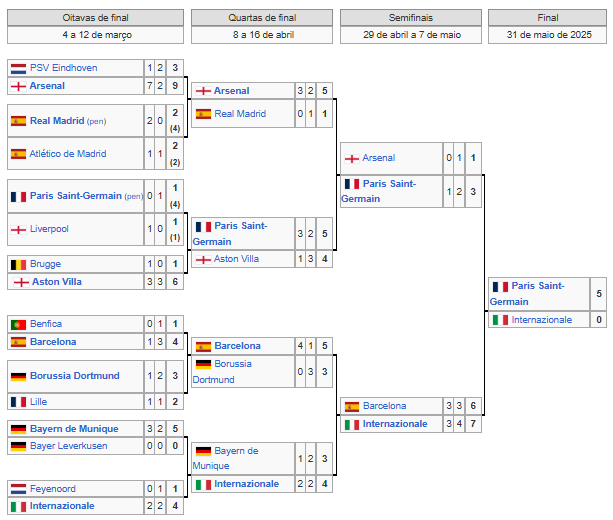 Oitavas de final
4 a 12 de março
PSV Eindhoven 1 2 3
Arsenal 7 2 9
Real Madrid (pen) 2 0 2 (4)
Atlético de Madrid 1 1 2 (2)
Paris Saint-Germain (pen) 0 1 1 (4)
Liverpool 1 0 1 (1)
Brugge 1 0 1
Aston Villa 3 3 6
Benfica 0 1 1
Barcelona 1 3 4
Borussia Dortmund 1 2 3
Lille 1 1 2
Bayern de Munique 3 2 5
Bayer Leverkusen 0 0 0
Feyenoord 0 1 1
Internazionale 2 2 4
Quartas de final
8 a 16 de abril
Arsenal 3 2 5
Real Madrid 0 1 1
Paris Saint-
Germain 3 2 5
Aston Villa 1 3 4
Barcelona 4 1 5
Borussia
Dortmund 0 3 3
Bayern de
Munique 1 2 3
Internazionale 2 2 4
Semifinais
29 de abril a 7 de maio
Arsenal 0 1 1
Paris Saint-
Germain 1 2 3
Barcelona 3 3 6
Internazionale 3 4 7
Final
31 de maio de 2025
Paris Saint-
Germain 5
Internazionale 0